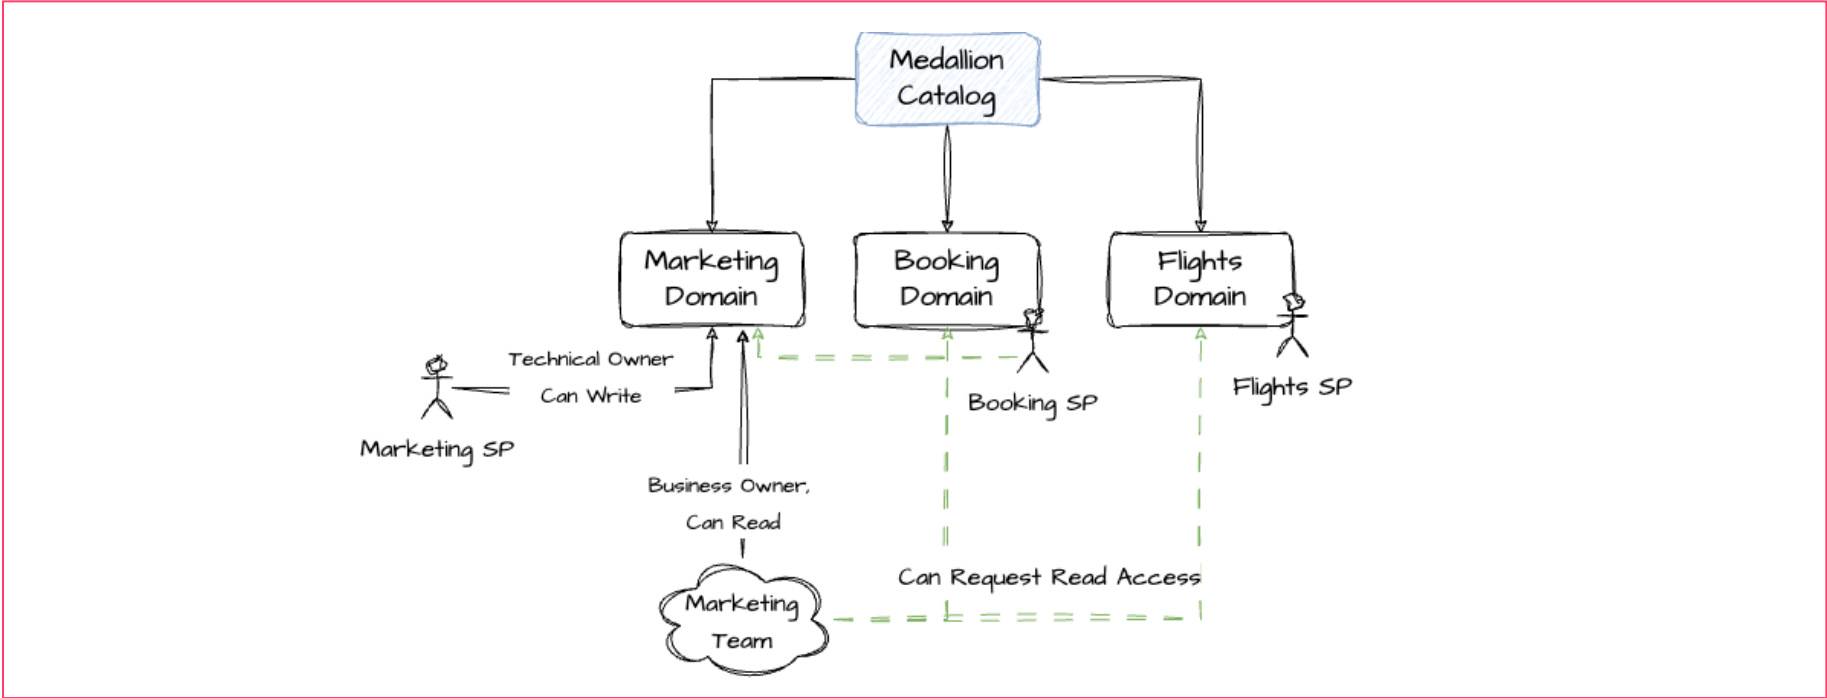 Medallion
Catalog
Marketing
Domain
Booking
Domain
Flights
Domain
Technical Owner
Can Write
Marketing SP
Booking SP
Flights SP
Business Owner,
Can Read
Can Request Read Access
Marketing
Team